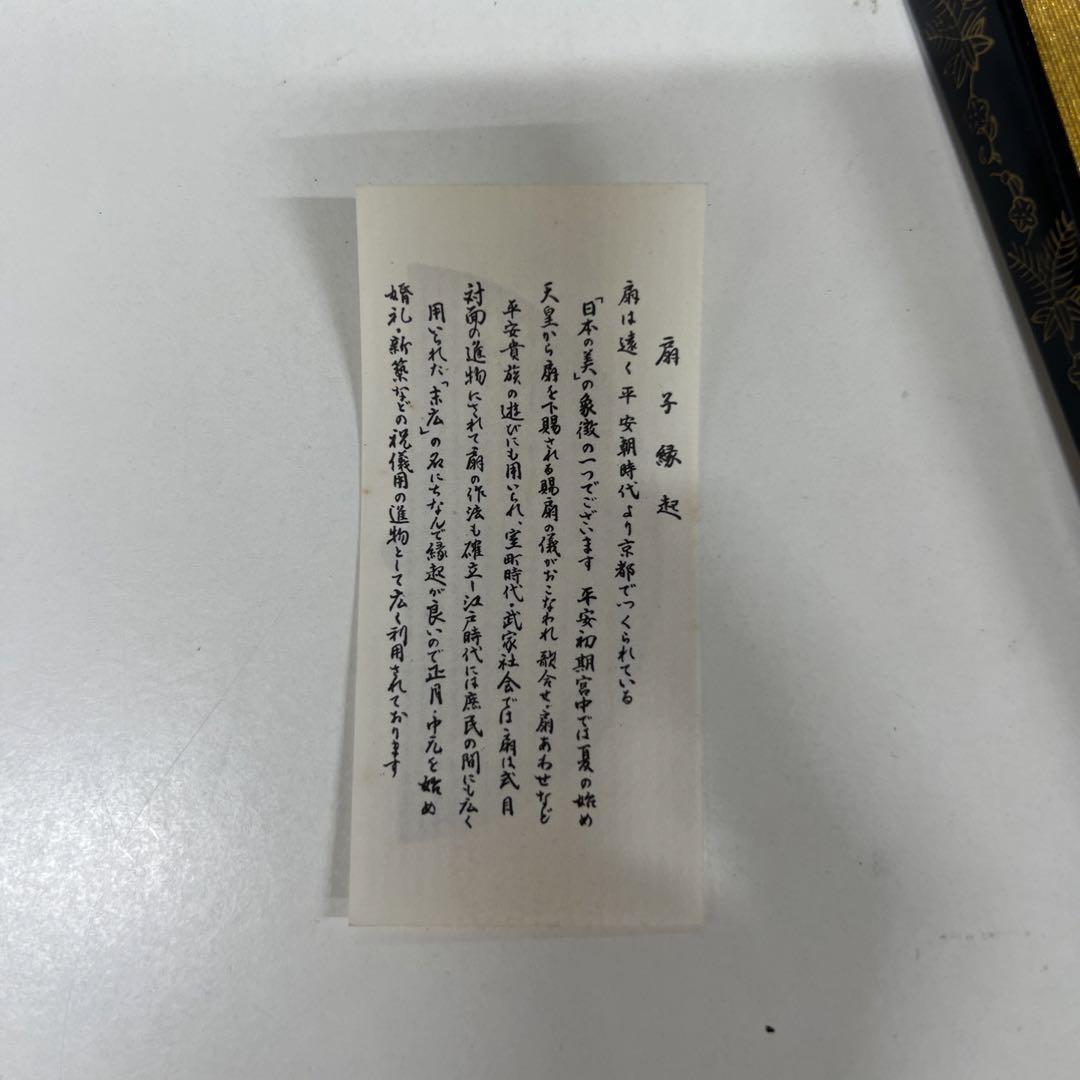 扇子縁起
扇は遠く平安朝時代より京都でつくられている
「日本の美」の象徴の一つでございます 平安初期宮中では夏の始め
天皇から扇を下賜される賜扇の儀がおこなわれ 歌合せ・扇あわせなど
平安貴族の遊びにも用いられ、室町時代・武家社会では扇は式目
対面の進物にされて扇の作法も確立し江戸時代には庶民の間にも広く
用いられた「末広」の名にちなんで縁起が良いので正月・中元を始め
婚礼・新築などの祝儀用の進物として広く利用されております